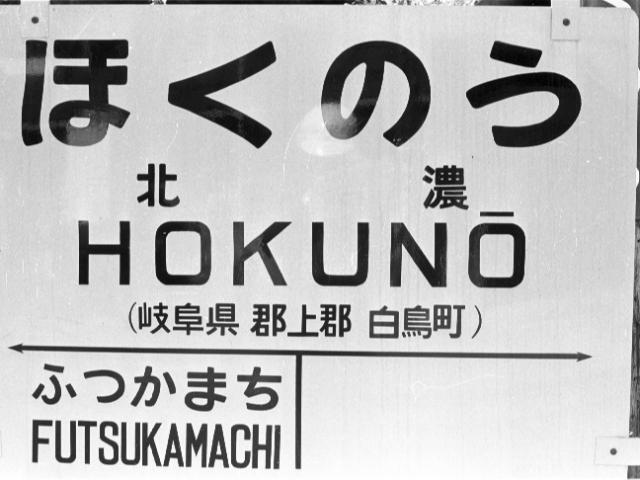 ほくのう
北 濃
HOKUNŌ
(岐阜県 郡上郡 白鳥町)
ふつかまち
FUTSUKAMACHI